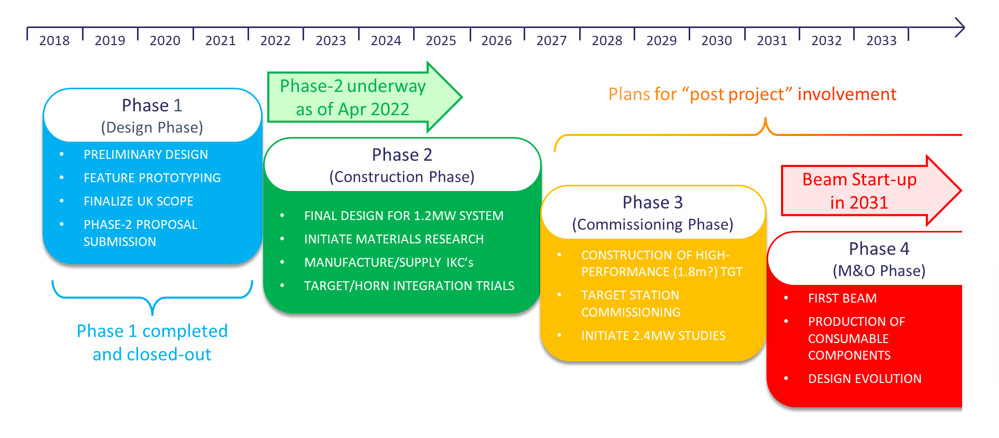 2018 2019 2020 2021 2022 2023 2024 2025 2026 2027 2028 2029 2030 2031 2032 2033
Phase 1
(Design Phase)
• PRELIMINARY DESIGN
• FEATURE PROTOTYPING
• FINALIZE UK SCOPE
• PHASE-2 PROPOSAL
SUBMISSION
Phase 1 completed
and closed-out
Phase-2 underway
as of Apr 2022
Phase 2
(Construction Phase)
• FINAL DESIGN FOR 1.2MW SYSTEM
• INITIATE MATERIALS RESEARCH
• MANUFACTURE/SUPPLY IKC’s
• TARGET/HORN INTEGRATION TRIALS
Plans for “post project” involvement
Phase 3
(Commissioning Phase)
• CONSTRUCTION OF HIGH-
PERFORMANCE (1.8m?) TGT
• TARGET STATION
COMMISSIONING
• INITIATE 2.4MW STUDIES
Beam Start-up
in 2031
Phase 4
(M&O Phase)
• FIRST BEAM
• PRODUCTION OF
CONSUMABLE
COMPONENTS
• DESIGN EVOLUTION